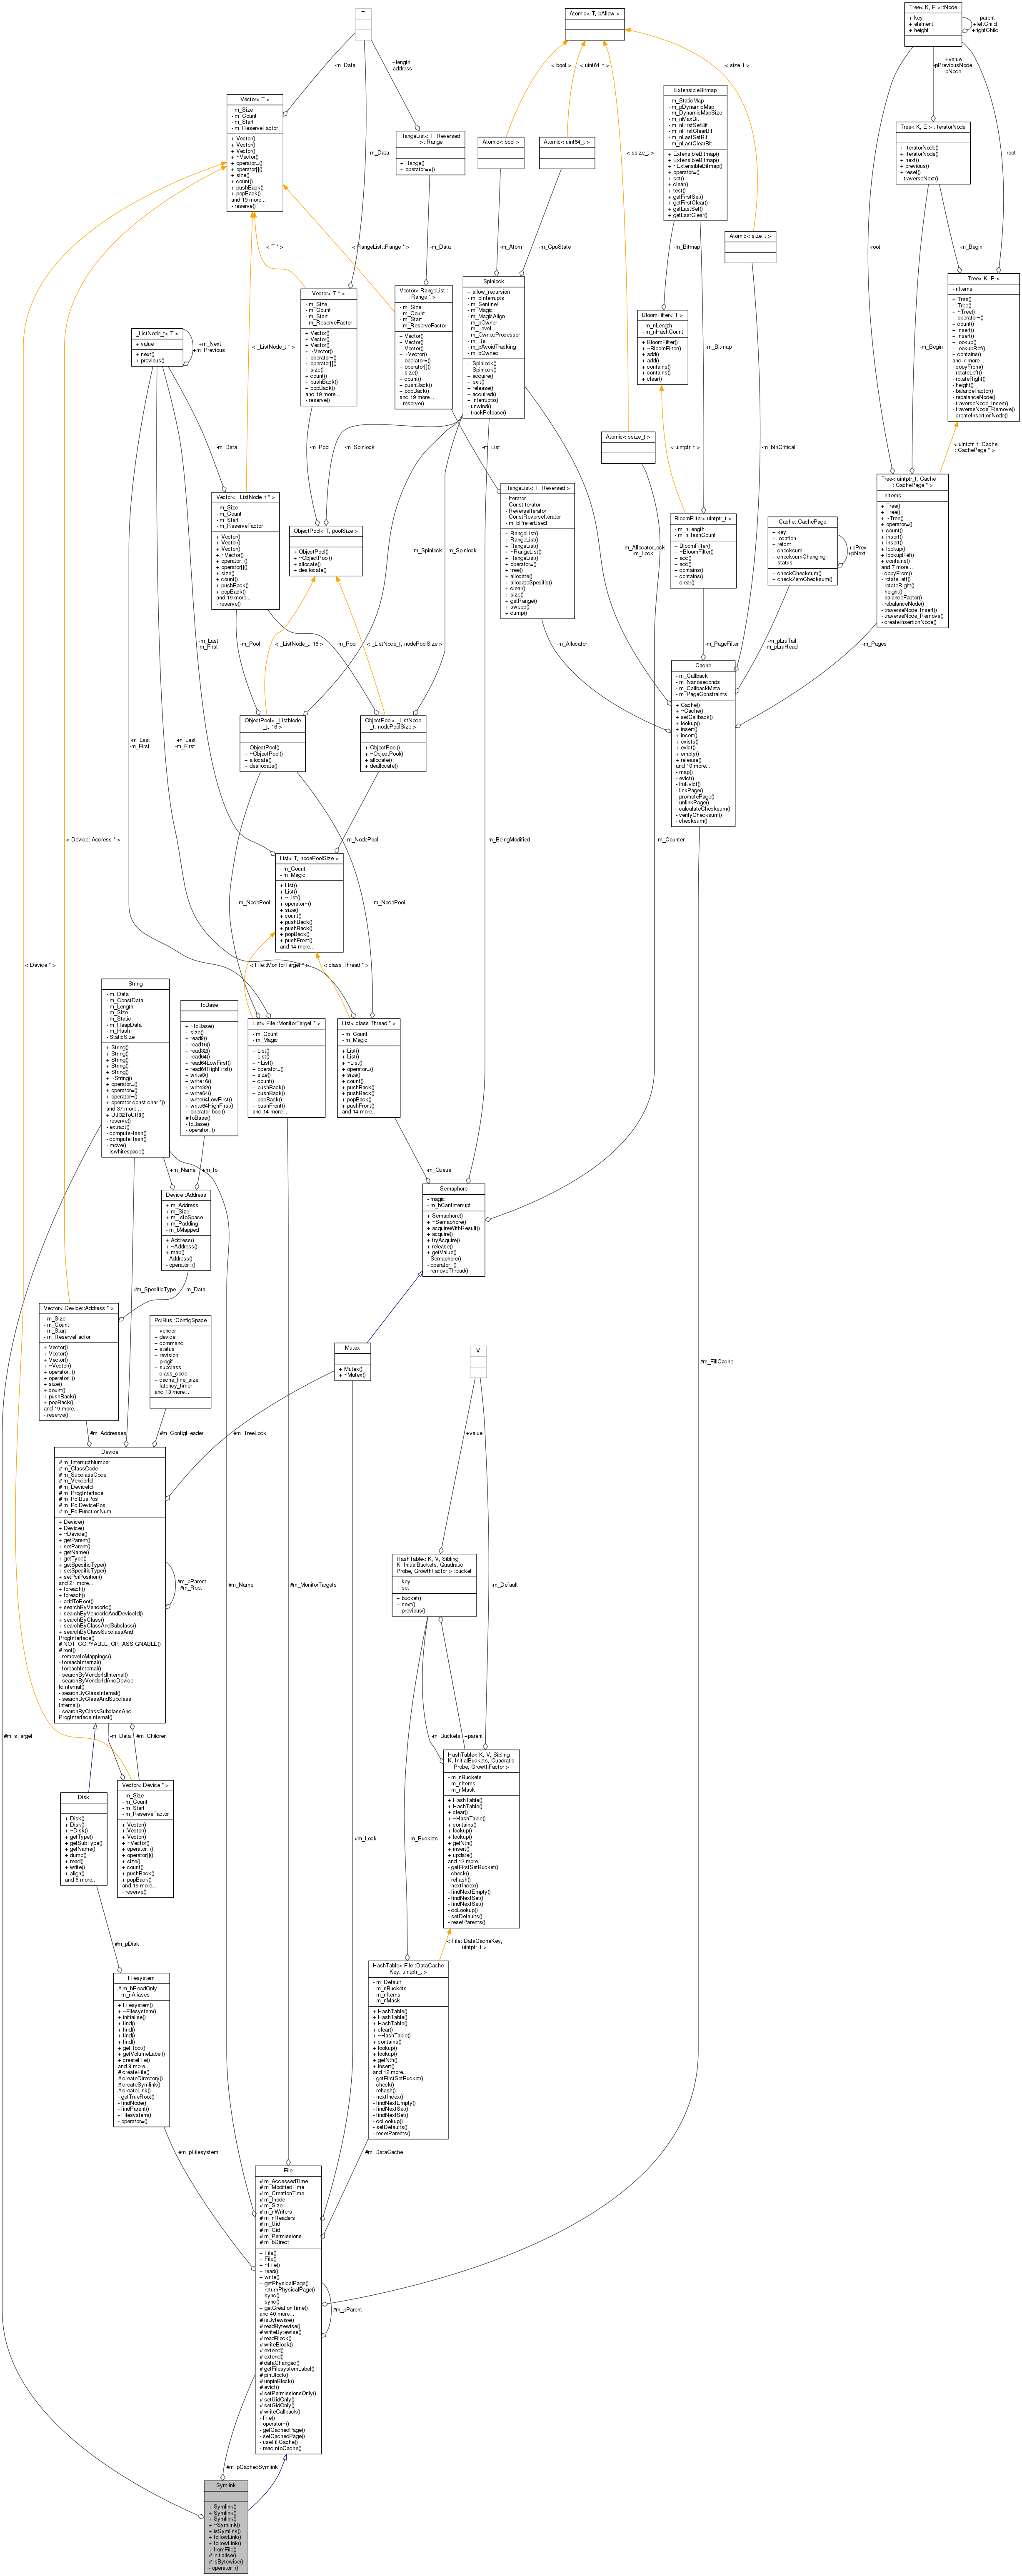 T
Atomic< T, bAllow >
Tree< K, E >::Node
+ key
+ element
+ height
+parent
+leftChild
+rightChild
+length
+address
-m_Data
< bool >
< uint64_t >
< size_t >
+value
-pPreviousNode
-pNode
Vector< T >
- m_Size
- m_Count
- m_Start
- m_ReserveFactor
+ Vector()
+ Vector()
+ Vector()
+ ~Vector()
+ operator=()
+ operator[]()
+ size()
+ count()
+ pushBack()
+ popBack()
and 19 more...
- reserve()
ExtensibleBitmap
- m_StaticMap
- m_pDynamicMap
- m_DynamicMapSize
- m_nMaxBit
- m_nFirstSetBit
- m_nFirstClearBit
- m_nLastSetBit
- m_nLastClearBit
+ ExtensibleBitmap()
+ ExtensibleBitmap()
+ ~ExtensibleBitmap()
+ operator=()
+ set()
+ clear()
+ test()
+ getFirstSet()
+ getFirstClear()
+ getLastSet()
+ getLastClear()
RangeList< T, Reversed
>::Range
+ Range()
+ operator==()
Atomic< bool >
Atomic< uint64_t >
Tree< K, E >::IteratorNode
+ IteratorNode()
+ IteratorNode()
+ next()
+ previous()
+ reset()
- traverseNext()
-m_Data
< ssize_t >
-root
Atomic< size_t >
< T * >
< RangeList::Range * >
-m_Data
-m_Atom
-m_CpuState
-m_Bitmap
-root
-m_Begin
Vector< T * >
- m_Size
- m_Count
- m_Start
- m_ReserveFactor
+ Vector()
+ Vector()
+ Vector()
+ ~Vector()
+ operator=()
+ operator[]()
+ size()
+ count()
+ pushBack()
+ popBack()
and 19 more...
- reserve()
Vector< RangeList::
Range * >
- m_Size
- m_Count
- m_Start
- m_ReserveFactor
+ Vector()
+ Vector()
+ Vector()
+ ~Vector()
+ operator=()
+ operator[]()
+ size()
+ count()
+ pushBack()
+ popBack()
and 19 more...
- reserve()
Spinlock
+ allow_recursion
- m_bInterrupts
- m_Sentinel
- m_Magic
- m_MagicAlign
- m_pOwner
- m_Level
- m_OwnedProcessor
- m_Ra
- m_bAvoidTracking
- m_bOwned
+ Spinlock()
+ Spinlock()
+ acquire()
+ exit()
+ release()
+ acquired()
+ interrupts()
- unwind()
- trackRelease()
BloomFilter< T >
- m_nLength
- m_nHashCount
+ BloomFilter()
+ ~BloomFilter()
+ add()
+ add()
+ contains()
+ contains()
+ clear()
Tree< K, E >
- nItems
+ Tree()
+ Tree()
+ ~Tree()
+ operator=()
+ count()
+ insert()
+ insert()
+ lookup()
+ lookupRef()
+ contains()
and 7 more...
- copyFrom()
- rotateLeft()
- rotateRight()
- height()
- balanceFactor()
- rebalanceNode()
- traverseNode_Insert()
- traverseNode_Remove()
- createInsertionNode()
_ListNode_t< T >
+ value
+ next()
+ previous()
+m_Next
+m_Previous
< _ListNode_t * >
-m_Bitmap
-m_Begin
-m_Data
-m_Pool
-m_Spinlock
-m_List
< uintptr_t >
-m_bInCritical
< uintptr_t, Cache
::CachePage * >
Atomic< ssize_t >
Vector< _ListNode_t * >
- m_Size
- m_Count
- m_Start
- m_ReserveFactor
+ Vector()
+ Vector()
+ Vector()
+ ~Vector()
+ operator=()
+ operator[]()
+ size()
+ count()
+ pushBack()
+ popBack()
and 19 more...
- reserve()
ObjectPool< T, poolSize >
+ ObjectPool()
+ ~ObjectPool()
+ allocate()
+ deallocate()
RangeList< T, Reversed >
- Iterator
- ConstIterator
- ReverseIterator
- ConstReverseIterator
- m_bPreferUsed
+ RangeList()
+ RangeList()
+ RangeList()
+ ~RangeList()
+ RangeList()
+ operator=()
+ free()
+ allocate()
+ allocateSpecific()
+ clear()
+ size()
+ getRange()
+ sweep()
+ dump()
BloomFilter< uintptr_t >
- m_nLength
- m_nHashCount
+ BloomFilter()
+ ~BloomFilter()
+ add()
+ add()
+ contains()
+ contains()
+ clear()
Cache::CachePage
+ key
+ location
+ refcnt
+ checksum
+ checksumChanging
+ status
+ checkChecksum()
+ checkZeroChecksum()
+pPrev
+pNext
Tree< uintptr_t, Cache
::CachePage * >
- nItems
+ Tree()
+ Tree()
+ ~Tree()
+ operator=()
+ count()
+ insert()
+ insert()
+ lookup()
+ lookupRef()
+ contains()
and 7 more...
- copyFrom()
- rotateLeft()
- rotateRight()
- height()
- balanceFactor()
- rebalanceNode()
- traverseNode_Insert()
- traverseNode_Remove()
- createInsertionNode()
-m_Spinlock
-m_Spinlock
-m_AllocatorLock
-m_Lock
-m_Last
-m_First
-m_Pool
< _ListNode_t, 16 >
-m_Pool
< _ListNode_t, nodePoolSize >
-m_Allocator
-m_PageFilter
-m_pLruTail
-m_pLruHead
-m_Pages
Cache
- m_Callback
- m_Nanoseconds
- m_CallbackMeta
- m_PageConstraints
+ Cache()
+ ~Cache()
+ setCallback()
+ lookup()
+ insert()
+ insert()
+ exists()
+ evict()
+ empty()
+ release()
and 10 more...
- map()
- evict()
- lruEvict()
- linkPage()
- promotePage()
- unlinkPage()
- calculateChecksum()
- verifyChecksum()
- checksum()
ObjectPool< _ListNode
_t, 16 >
+ ObjectPool()
+ ~ObjectPool()
+ allocate()
+ deallocate()
ObjectPool< _ListNode
_t, nodePoolSize >
+ ObjectPool()
+ ~ObjectPool()
+ allocate()
+ deallocate()
-m_Last
-m_First
-m_Last
-m_First
< Device::Address * >
-m_NodePool
-m_BeingModified
-m_Counter
List< T, nodePoolSize >
- m_Count
- m_Magic
+ List()
+ List()
+ ~List()
+ operator=()
+ size()
+ count()
+ pushBack()
+ pushBack()
+ popBack()
+ pushFront()
and 14 more...
-m_NodePool
-m_NodePool
< Device * >
< File::MonitorTarget * >
< class Thread * >
String
- m_Data
- m_ConstData
- m_Length
- m_Size
- m_Static
- m_HeapData
- m_Hash
- StaticSize
+ String()
+ String()
+ String()
+ String()
+ String()
+ ~String()
+ operator=()
+ operator=()
+ operator=()
+ operator const char *()
and 37 more...
+ Utf32ToUtf8()
- reserve()
- extract()
- computeHash()
- computeHash()
- move()
- iswhitespace()
IoBase
+ ~IoBase()
+ size()
+ read8()
+ read16()
+ read32()
+ read64()
+ read64LowFirst()
+ read64HighFirst()
+ write8()
+ write16()
+ write32()
+ write64()
+ write64LowFirst()
+ write64HighFirst()
+ operator bool()
# IoBase()
- IoBase()
- operator=()
List< File::MonitorTarget * >
- m_Count
- m_Magic
+ List()
+ List()
+ ~List()
+ operator=()
+ size()
+ count()
+ pushBack()
+ pushBack()
+ popBack()
+ pushFront()
and 14 more...
List< class Thread * >
- m_Count
- m_Magic
+ List()
+ List()
+ ~List()
+ operator=()
+ size()
+ count()
+ pushBack()
+ pushBack()
+ popBack()
+ pushFront()
and 14 more...
+m_Name
+m_Io
-m_Queue
Device::Address
+ m_Address
+ m_Size
+ m_IsIoSpace
+ m_Padding
- m_bMapped
+ Address()
+ ~Address()
+ map()
- Address()
- operator=()
Semaphore
- magic
- m_bCanInterrupt
+ Semaphore()
+ ~Semaphore()
+ acquireWithResult()
+ acquire()
+ tryAcquire()
+ release()
+ getValue()
- Semaphore()
- operator=()
- removeThread()
#m_SpecificType
-m_Data
Vector< Device::Address * >
- m_Size
- m_Count
- m_Start
- m_ReserveFactor
+ Vector()
+ Vector()
+ Vector()
+ ~Vector()
+ operator=()
+ operator[]()
+ size()
+ count()
+ pushBack()
+ popBack()
and 19 more...
- reserve()
PciBus::ConfigSpace
+ vendor
+ device
+ command
+ status
+ revision
+ progif
+ subclass
+ class_code
+ cache_line_size
+ latency_timer
and 13 more...
Mutex
+ Mutex()
+ ~Mutex()
V
#m_FillCache
#m_Addresses
#m_ConfigHeader
#m_TreeLock
+value
Device
# m_InterruptNumber
# m_ClassCode
# m_SubclassCode
# m_VendorId
# m_DeviceId
# m_ProgInterface
# m_PciBusPos
# m_PciDevicePos
# m_PciFunctionNum
+ Device()
+ Device()
+ ~Device()
+ getParent()
+ setParent()
+ getName()
+ getType()
+ getSpecificType()
+ setSpecificType()
+ setPciPosition()
and 21 more...
+ foreach()
+ foreach()
+ addToRoot()
+ searchByVendorId()
+ searchByVendorIdAndDeviceId()
+ searchByClass()
+ searchByClassAndSubclass()
+ searchByClassSubclassAnd
ProgInterface()
# NOT_COPYABLE_OR_ASSIGNABLE()
# root()
- removeIoMappings()
- foreachInternal()
- foreachInternal()
- searchByVendorIdInternal()
- searchByVendorIdAndDevice
IdInternal()
- searchByClassInternal()
- searchByClassAndSubclass
Internal()
- searchByClassSubclassAnd
ProgInterfaceInternal()
#m_pParent
#m_Root
#m_Name
#m_MonitorTargets
HashTable< K, V, Sibling
K, InitialBuckets, Quadratic
Probe, GrowthFactor >::bucket
+ key
+ set
+ bucket()
+ next()
+ previous()
-m_Default
#m_sTarget
-m_Data
#m_Children
-m_Buckets
+parent
HashTable< K, V, Sibling
K, InitialBuckets, Quadratic
Probe, GrowthFactor >
- m_nBuckets
- m_nItems
- m_nMask
+ HashTable()
+ HashTable()
+ clear()
+ ~HashTable()
+ contains()
+ lookup()
+ lookup()
+ getNth()
+ insert()
+ update()
and 12 more...
- getFirstSetBucket()
- check()
- rehash()
- nextIndex()
- findNextEmpty()
- findNextSet()
- findNextSet()
- doLookup()
- setDefaults()
- resetParents()
Disk
+ Disk()
+ Disk()
+ ~Disk()
+ getType()
+ getSubType()
+ getName()
+ dump()
+ read()
+ write()
+ align()
and 6 more...
Vector< Device * >
- m_Size
- m_Count
- m_Start
- m_ReserveFactor
+ Vector()
+ Vector()
+ Vector()
+ ~Vector()
+ operator=()
+ operator[]()
+ size()
+ count()
+ pushBack()
+ popBack()
and 19 more...
- reserve()
#m_Lock
-m_Buckets
#m_pDisk
< File::DataCacheKey,
uintptr_t >
Filesystem
# m_bReadOnly
- m_nAliases
+ Filesystem()
+ ~Filesystem()
+ initialise()
+ find()
+ find()
+ find()
+ find()
+ getRoot()
+ getVolumeLabel()
+ createFile()
and 8 more...
# createFile()
# createDirectory()
# createSymlink()
# createLink()
- getTrueRoot()
- findNode()
- findParent()
- Filesystem()
- operator=()
HashTable< File::DataCache
Key, uintptr_t >
- m_Default
- m_nBuckets
- m_nItems
- m_nMask
+ HashTable()
+ HashTable()
+ HashTable()
+ clear()
+ ~HashTable()
+ contains()
+ lookup()
+ lookup()
+ getNth()
+ insert()
and 12 more...
- getFirstSetBucket()
- check()
- rehash()
- nextIndex()
- findNextEmpty()
- findNextSet()
- findNextSet()
- doLookup()
- setDefaults()
- resetParents()
#m_pFilesystem
#m_DataCache
File
# m_AccessedTime
# m_ModifiedTime
# m_CreationTime
# m_Inode
# m_Size
# m_nWriters
# m_nReaders
# m_Uid
# m_Gid
# m_Permissions
# m_bDirect
+ File()
+ File()
+ ~File()
+ read()
+ write()
+ getPhysicalPage()
+ returnPhysicalPage()
+ sync()
+ sync()
+ getCreationTime()
and 40 more...
# isBytewise()
# readBytewise()
# writeBytewise()
# readBlock()
# writeBlock()
# extend()
# extend()
# dataChanged()
# getFilesystemLabel()
# pinBlock()
# unpinBlock()
# evict()
# setPermissionsOnly()
# setUidOnly()
# setGidOnly()
# writeCallback()
- File()
- operator=()
- getCachedPage()
- setCachedPage()
- useFillCache()
- readIntoCache()
#m_pParent
#m_pCachedSymlink
Symlink
+ Symlink()
+ Symlink()
+ Symlink()
+ ~Symlink()
+ isSymlink()
+ followLink()
+ followLink()
+ fromFile()
# initialise()
# isBytewise()
- operator=()